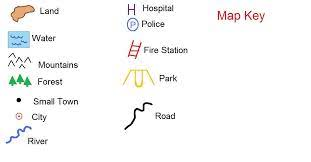 Land
Water
Mountains
Forest
Small Town
City
River
H Hospital
P Police
Fire Station
Park
Road
Map Key